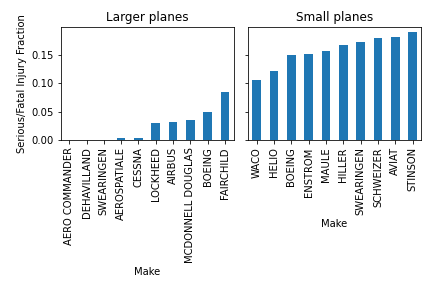 Larger planes
Small planes
Serious/Fatal Injury Fraction
0.15
0.10
0.05
0.00
AERO COMMANDER
DEHAVILLAND
SWEARINGEN
AEROSPATIALE
CESSNA
LOCKHEED
AIRBUS
MCDONNELL DOUGLAS
BOEING
FAIRCHILD
Make
WACO
HELIO
BOEING
ENSTROM
MAULE
HILLER
SWEARINGEN
SCHWEIZER
AVIAT
STINSON
Make